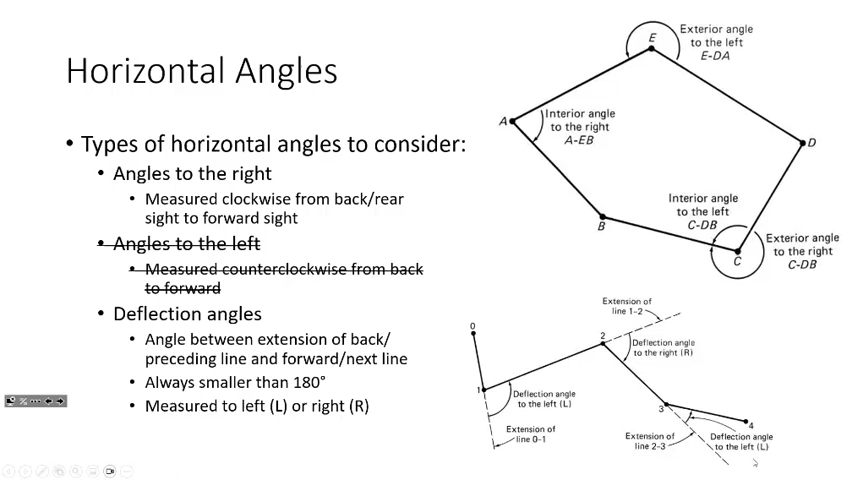 Horizontal Angles
• Types of horizontal angles to consider:
• Angles to the right
• Measured clockwise from back/rear
sight to forward sight
• Angles to the left
• Measured counterclockwise from back
to forward
• Deflection angles
• Angle between extension of back/
preceding line and forward/next line
• Always smaller than 180°
• Measured to left (L) or right (R)
E
Exterior angle
to the left
E-DA
A
Interior angle
to the right
A-EB
D
B
Interior angle
to the left
C-DB
C
Exterior angle
to the right
C-DB
0
1
2
3
4
Extension of
line 1-2
Deflection angle
to the right (R)
Deflection angle
to the left (L)
Extension of
line 0-1
Extension of
line 2-3
Deflection angle
to the left (L)